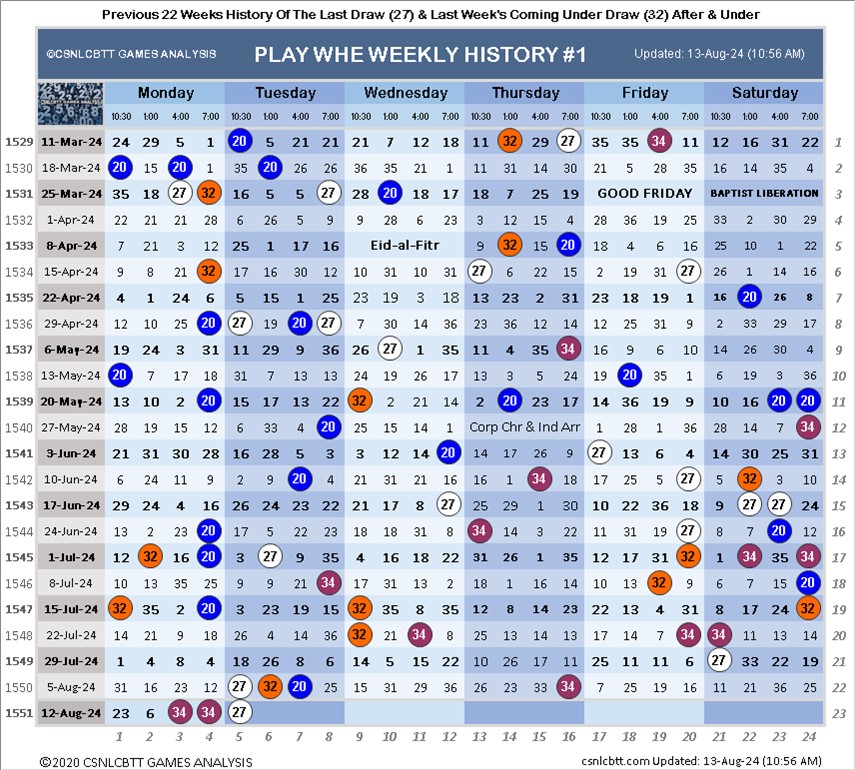 Previous 22 Weeks History Of The Last Draw (27) & Last Week's Coming Under Draw (32) After & Under
©CSNLCBTT GAMES ANALYSIS PLAY WHE WEEKLY HISTORY #1 Updated: 13-Aug-24 (10:56 AM)
CSNLCBTT GAMES ANALYSIS Monday Tuesday Wednesday Thursday Friday Saturday
10:30 1:00 4:00 7:00 10:30 1:00 4:00 7:00 10:30 1:00 4:00 7:00 10:30 1:00 4:00 7:00 10:30 1:00 4:00 7:00 10:30 1:00 4:00 7:00
1529 11-Mar-24 24 29 5 1 20 5 21 21 21 7 12 18 11 32 29 27 35 35 34 11 12 16 31 22 1
1530 18-Mar-24 20 15 20 1 35 20 26 26 36 35 21 1 11 31 14 30 21 5 28 35 16 14 35 4 2
1531 25-Mar-24 35 18 27 32 16 5 5 27 28 20 18 17 18 7 25 19 GOOD FRIDAY BAPTIST LIBERATION 3
1532 1-Apr-24 22 21 21 28 6 26 5 9 9 28 6 23 3 12 15 4 28 36 19 25 33 2 30 29 4
1533 8-Apr-24 7 21 3 12 25 1 17 16 Eid-al-Fitr 9 32 15 20 18 4 6 16 25 10 1 22 5
1534 15-Apr-24 9 8 21 32 17 16 30 12 10 31 10 31 27 6 22 15 2 19 31 27 26 1 14 16 6
1535 22-Apr-24 4 1 24 6 5 15 1 25 23 19 3 18 13 23 2 31 23 18 19 1 16 20 26 8 7
1536 29-Apr-24 12 10 25 20 27 19 20 27 7 30 14 36 23 36 12 14 12 25 31 9 2 33 29 17 8
1537 6-May-24 19 24 3 31 11 29 9 36 26 27 1 35 11 4 35 34 16 9 6 10 14 26 30 4 9
1538 13-May-24 20 7 17 18 31 7 13 13 24 19 26 17 13 3 5 24 19 20 35 1 6 19 3 36 10
1539 20-May-24 13 10 2 20 15 17 13 22 32 2 21 14 2 20 23 17 14 36 19 9 10 16 20 20 11
1540 27-May-24 28 19 15 12 6 33 4 20 25 15 14 1 Corp Chr & Ind Arr 1 28 1 36 28 14 7 34 12
1541 3-Jun-24 21 31 30 28 16 28 5 3 3 12 14 20 14 17 26 9 27 13 6 4 14 30 25 31 13
1542 10-Jun-24 6 24 11 9 2 9 20 4 25 1 16 1 15 18 34 18 17 20 5 27 5 32 3 10 14
1543 17-Jun-24 29 24 4 16 26 24 23 22 21 17 8 27 25 29 1 30 10 22 36 18 9 27 27 24 15
1544 24-Jun-24 13 2 23 20 17 5 22 23 18 18 31 8 34 14 3 22 11 31 19 27 8 7 20 12 16
1545 1-Jul-24 12 32 16 20 6 27 9 35 4 16 18 22 31 26 1 35 12 17 31 32 1 34 35 34 17
1546 8-Jul-24 10 13 35 25 9 9 21 34 17 31 13 2 18 1 16 14 10 13 32 9 6 7 15 20 18
1547 15-Jul-24 32 35 2 20 3 23 19 15 32 35 8 35 12 8 14 23 22 13 4 31 8 17 24 32 19
1548 22-Jul-24 14 21 9 18 26 4 14 36 32 21 34 8 25 13 14 13 17 14 7 34 34 11 13 14 20
1549 29-Jul-24 1 4 8 4 18 26 8 6 14 5 15 22 10 26 17 11 25 11 11 6 27 33 22 19 21
1550 5-Aug-24 31 16 23 12 27 32 20 25 15 31 29 36 26 23 33 34 7 25 19 16 11 21 36 25 22
1551 12-Aug-24 23 6 34 34 27 23
1 2 3 4 5 6 7 8 9 10 11 12 13 14 15 16 17 18 19 20 21 22 23 24
©2020 CSNLCBTT GAMES ANALYSIS csnlcbtt.com Updated: 13-Aug-24 (10:56 AM)